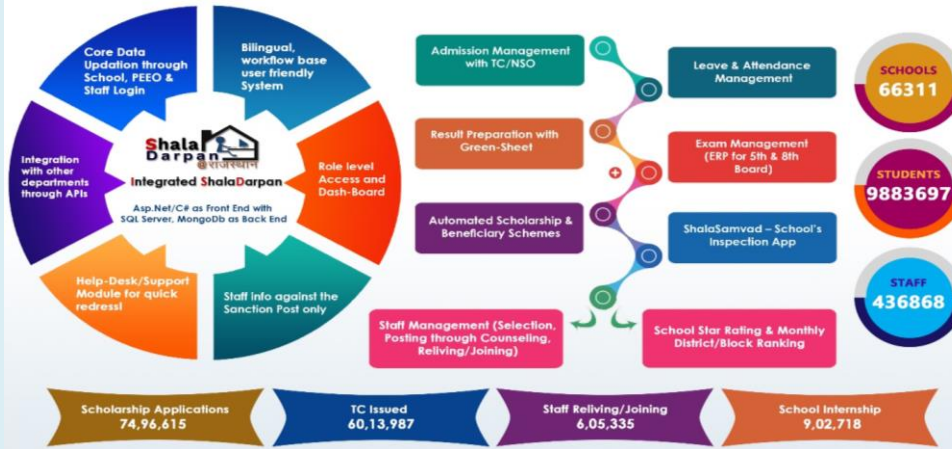 Core Data
Updation through
School, PEEO &
Staff Login
Bilingual,
workflow base
user friendly
System
Integration
with other
departments
through APIs
Shala
Darpan
@राजस्थान
Integrated ShalaDarpan
Asp.Net/C# as Front End with
SQL Server, MongoDb as Back End
Role level
Access and
Dash-Board
Help-Desk/Support
Module for quick
redressl
Staff info against the
Sanction Post only
Admission Management
with TC/NSO
Leave & Attendance
Management
Result Preparation with
Green-Sheet
Exam Management
(ERP for 5th & 8th
Board)
Automated Scholarship &
Beneficiary Schemes
ShalaSamvad – School's
Inspection App
Staff Management (Selection,
Posting through Counseling,
Reliving/Joining)
School Star Rating & Monthly
District/Block Ranking
SCHOOLS
66311
STUDENTS
9883697
STAFF
436868
Scholarship Applications
74,96,615
TC Issued
60,13,987
Staff Reliving/Joining
6,05,335
School Internship
9,02,718